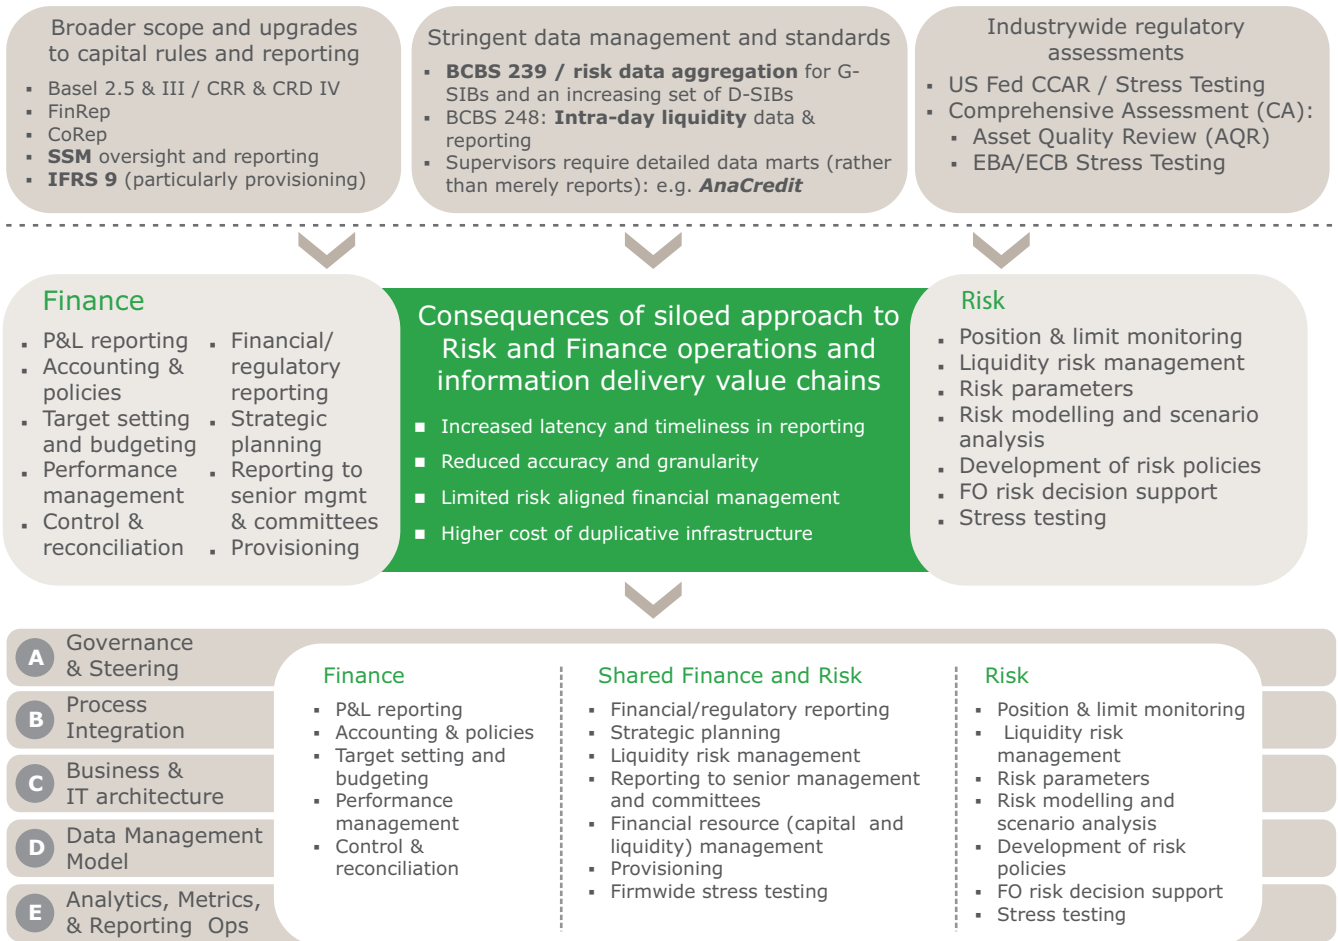 Broader scope and upgrades
to capital rules and reporting
▪ Basel 2.5 & III / CRR & CRD IV
▪ FinRep
▪ CoRep
▪ SSM oversight and reporting
▪ IFRS 9 (particularly provisioning)
Stringent data management and standards
▪ BCBS 239 / risk data aggregation for G-
SIBs and an increasing set of D-SIBs
▪ BCBS 248: Intra-day liquidity data &
reporting
▪ Supervisors require detailed data marts (rather
than merely reports): e.g. AnaCredit
Industrywide regulatory
assessments
▪ US Fed CCAR / Stress Testing
▪ Comprehensive Assessment (CA):
▪ Asset Quality Review (AQR)
▪ EBA/ECB Stress Testing
Finance
▪ P&L reporting
▪ Accounting &
policies
▪ Target setting
and budgeting
▪ Performance
management
▪ Control &
reconciliation
▪ Financial/
regulatory
reporting
▪ Strategic
planning
▪ Reporting to
senior mgmt
& committees
▪ Provisioning
Consequences of siloed approach to
Risk and Finance operations and
information delivery value chains
■ Increased latency and timeliness in reporting
■ Reduced accuracy and granularity
■ Limited risk aligned financial management
■ Higher cost of duplicative infrastructure
Risk
▪ Position & limit monitoring
▪ Liquidity risk management
▪ Risk parameters
▪ Risk modelling and scenario
analysis
▪ Development of risk policies
▪ FO risk decision support
▪ Stress testing
A Governance
& Steering
B Process
Integration
C Business &
IT architecture
D Data Management
Model
E Analytics, Metrics,
& Reporting Ops
Finance
▪ P&L reporting
▪ Accounting & policies
▪ Target setting and
budgeting
▪ Performance
management
▪ Control &
reconciliation
Shared Finance and Risk
▪ Financial/regulatory reporting
▪ Strategic planning
▪ Liquidity risk management
▪ Reporting to senior management
and committees
▪ Financial resource (capital and
liquidity) management
▪ Provisioning
▪ Firmwide stress testing
Risk
▪ Position & limit monitoring
▪ Liquidity risk
management
▪ Risk parameters
▪ Risk modelling and
scenario analysis
▪ Development of risk
policies
▪ FO risk decision support
▪ Stress testing